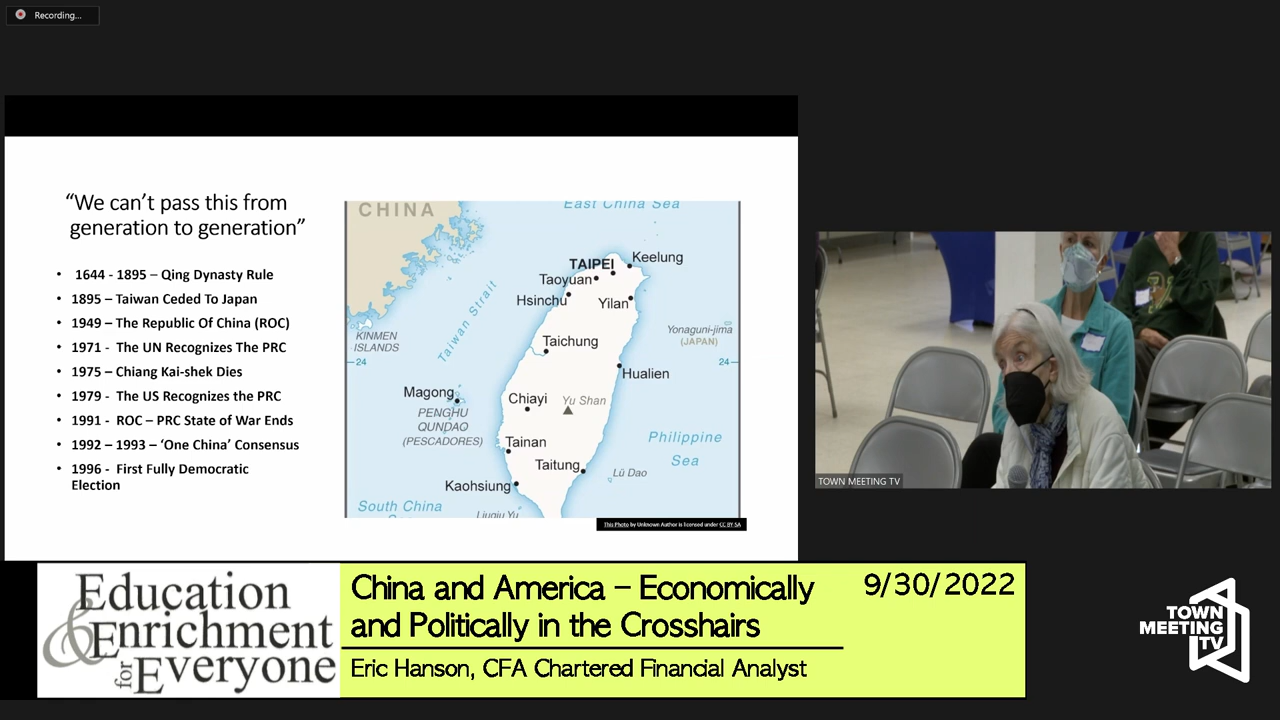 Recording...
“We can’t pass this from
generation to generation”
• 1644 - 1895 – Qing Dynasty Rule
• 1895 – Taiwan Ceded To Japan
• 1949 – The Republic Of China (ROC)
• 1971 - The UN Recognizes The PRC
• 1975 – Chiang Kai-shek Dies
• 1979 - The US Recognizes the PRC
• 1991 - ROC – PRC State of War Ends
• 1992 – 1993 – ‘One China’ Consensus
• 1996 - First Fully Democratic
Election
CHINA
East China Sea
TAIPEI
Keelung
Taoyuan
Hsinchu
Yilan
Taiwan Strait
KINMEN
ISLANDS
Taichung
Yonaguni-jima
(JAPAN)
24
24
Hualien
Magong
Chiayi
Yu Shan
PENGHU
QUNDAO
(PESCADORES)
Tainan
Philippine
Sea
Taitung
Lü Dao
Kaohsiung
South China
Liuqiu Yu
This Photo by Unknown Author is licensed under CC BY-SA
TOWN MEETING TV
Education
& Enrichment
for Everyone
China and America – Economically
and Politically in the Crosshairs
9/30/2022
Eric Hanson, CFA Chartered Financial Analyst
TOWN
MEETING
TV